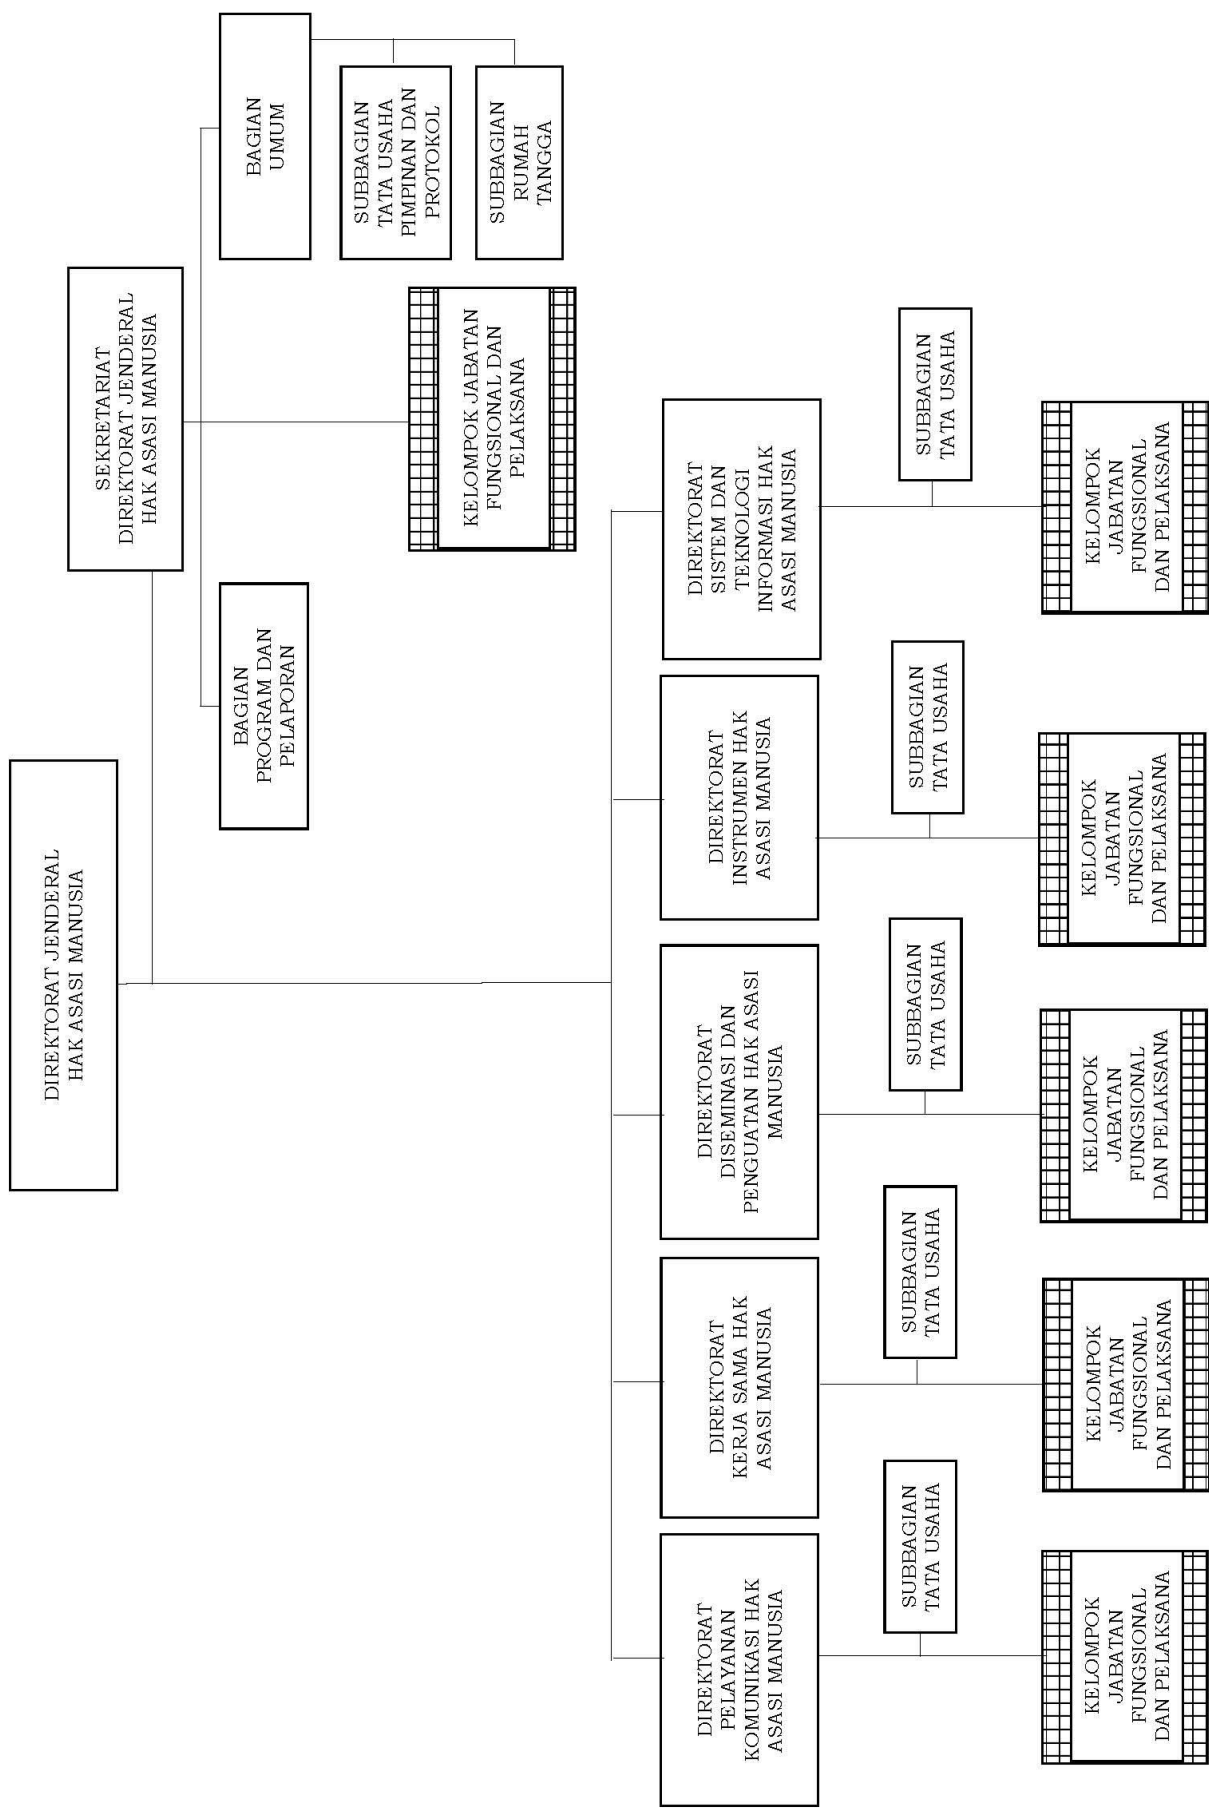 DIREKTORAT JENDERAL
HAK ASASI MANUSIA
SEKRETARIAT
DIREKTORAT JENDERAL
HAK ASASI MANUSIA
BAGIAN
PROGRAM DAN
PELAPORAN
BAGIAN
UMUM
SUBBAGIAN
TATA USAHA
PIMPINAN DAN
PROTOKOL
SUBBAGIAN
RUMAH
TANGGA
KELOMPOK JABATAN
FUNGSIONAL DAN
PELAKSANA
DIREKTORAT
PELAYANAN
KOMUNIKASI HAK
ASASI MANUSIA
DIREKTORAT
KERJA SAMA HAK
ASASI MANUSIA
DIREKTORAT
DISEMINASI DAN
PENGUATAN HAK ASASI
MANUSIA
DIREKTORAT
INSTRUMEN HAK
ASASI MANUSIA
DIREKTORAT
SISTEM DAN
TEKNOLOGI
INFORMASI HAK
ASASI MANUSIA
SUBBAGIAN
TATA USAHA
SUBBAGIAN
TATA USAHA
SUBBAGIAN
TATA USAHA
SUBBAGIAN
TATA USAHA
SUBBAGIAN
TATA USAHA
KELOMPOK
JABATAN
FUNGSIONAL
DAN PELAKSANA
KELOMPOK
JABATAN
FUNGSIONAL
DAN PELAKSANA
KELOMPOK
JABATAN
FUNGSIONAL
DAN PELAKSANA
KELOMPOK
JABATAN
FUNGSIONAL
DAN PELAKSANA
KELOMPOK
JABATAN
FUNGSIONAL
DAN PELAKSANA